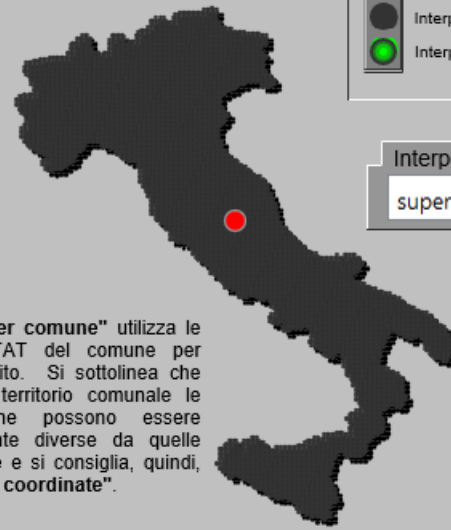 Interp
Interp
Interp
super
er comune" utilizza le
TAT del comune per
ito. Si sottolinea che
territorio comunale le
ne possono essere
nte diverse da quelle
e e si consiglia, quindi,
coordinate".